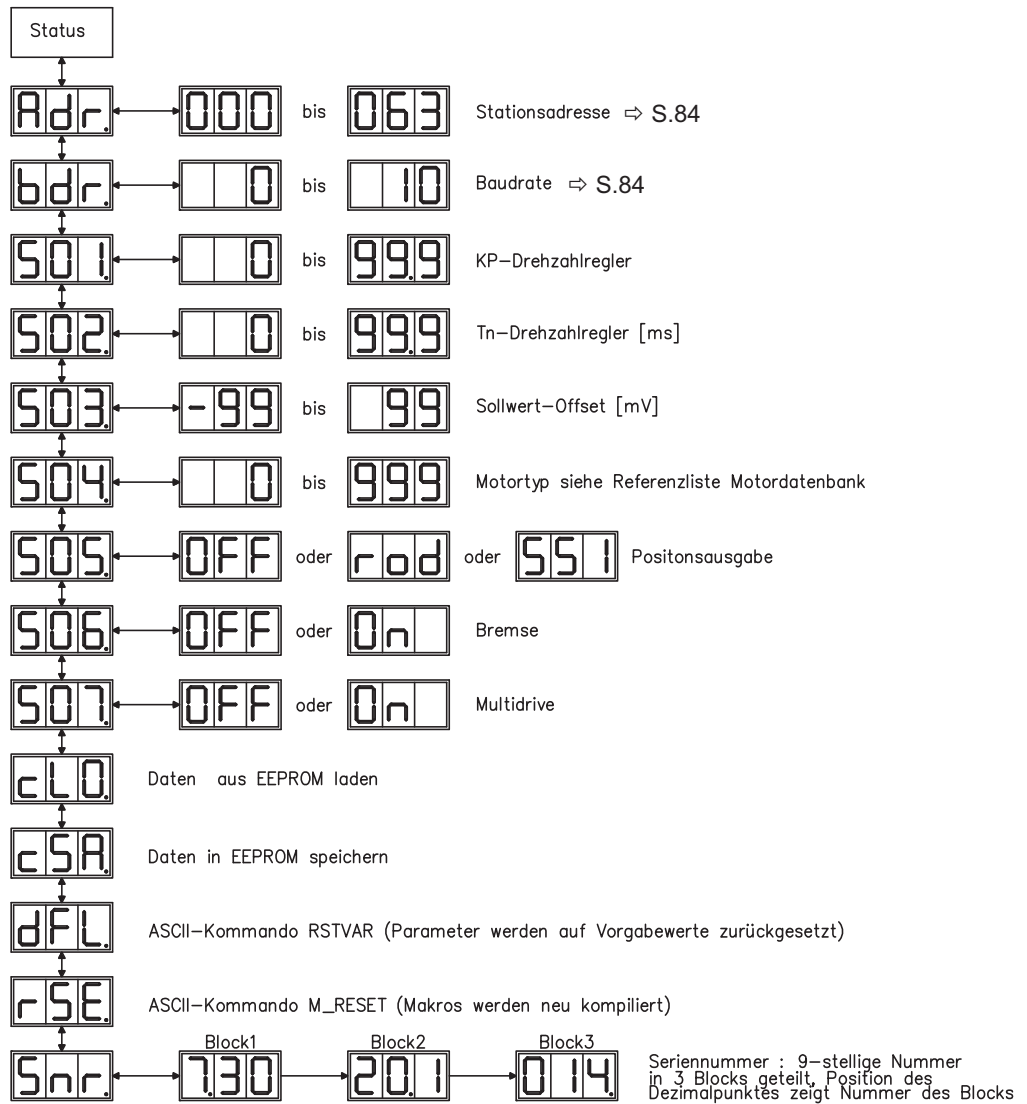 Status
Adr. 000 bis 063 Stationsadresse ⇨ S.84
bdr. 0 bis 10 Baudrate ⇨ S.84
S01. 0 bis 99.9 KP-Drehzahlregler
S02. 0 bis 99.9 Tn-Drehzahlregler [ms]
S03. -99 bis 99 Sollwert-Offset [mV]
S04. 0 bis 999 Motortyp siehe Referenzliste Motordatenbank
S05. OFF oder rod oder SSI Positonsausgabe
S06. OFF oder On Bremse
S07. OFF oder On Multidrive
cLO. Daten aus EEPROM laden
cSA. Daten in EEPROM speichern
dFL. ASCII-Kommando RSTVAR (Parameter werden auf Vorgabewerte zurückgesetzt)
rSE. ASCII-Kommando M_RESET (Makros werden neu kompiliert)
Block1 Block2 Block3
Snr. 7.30 20.1 014. Seriennummer : 9-stellige Nummer
in 3 Blocks geteilt, Position des
Dezimalpunktes zeigt Nummer des Blocks